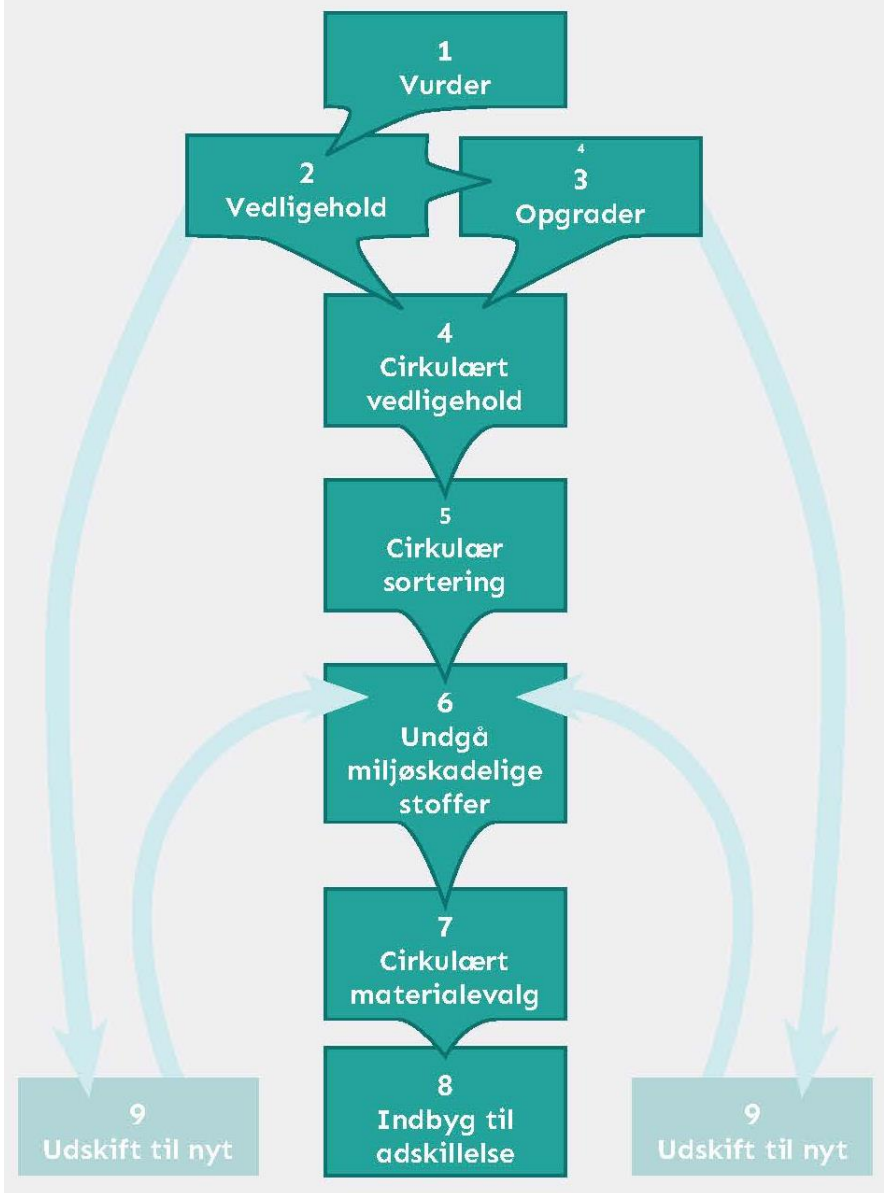 1
Vurder
2
Vedligehold
4
3
Opgrader
4
Cirkulært
vedligehold
5
Cirkulær
sortering
6
Undgå
miljøskadelige
stoffer
7
Cirkulært
materialevalg
8
Indbyg til
adskillelse
9
Udskift til nyt
9
Udskift til nyt